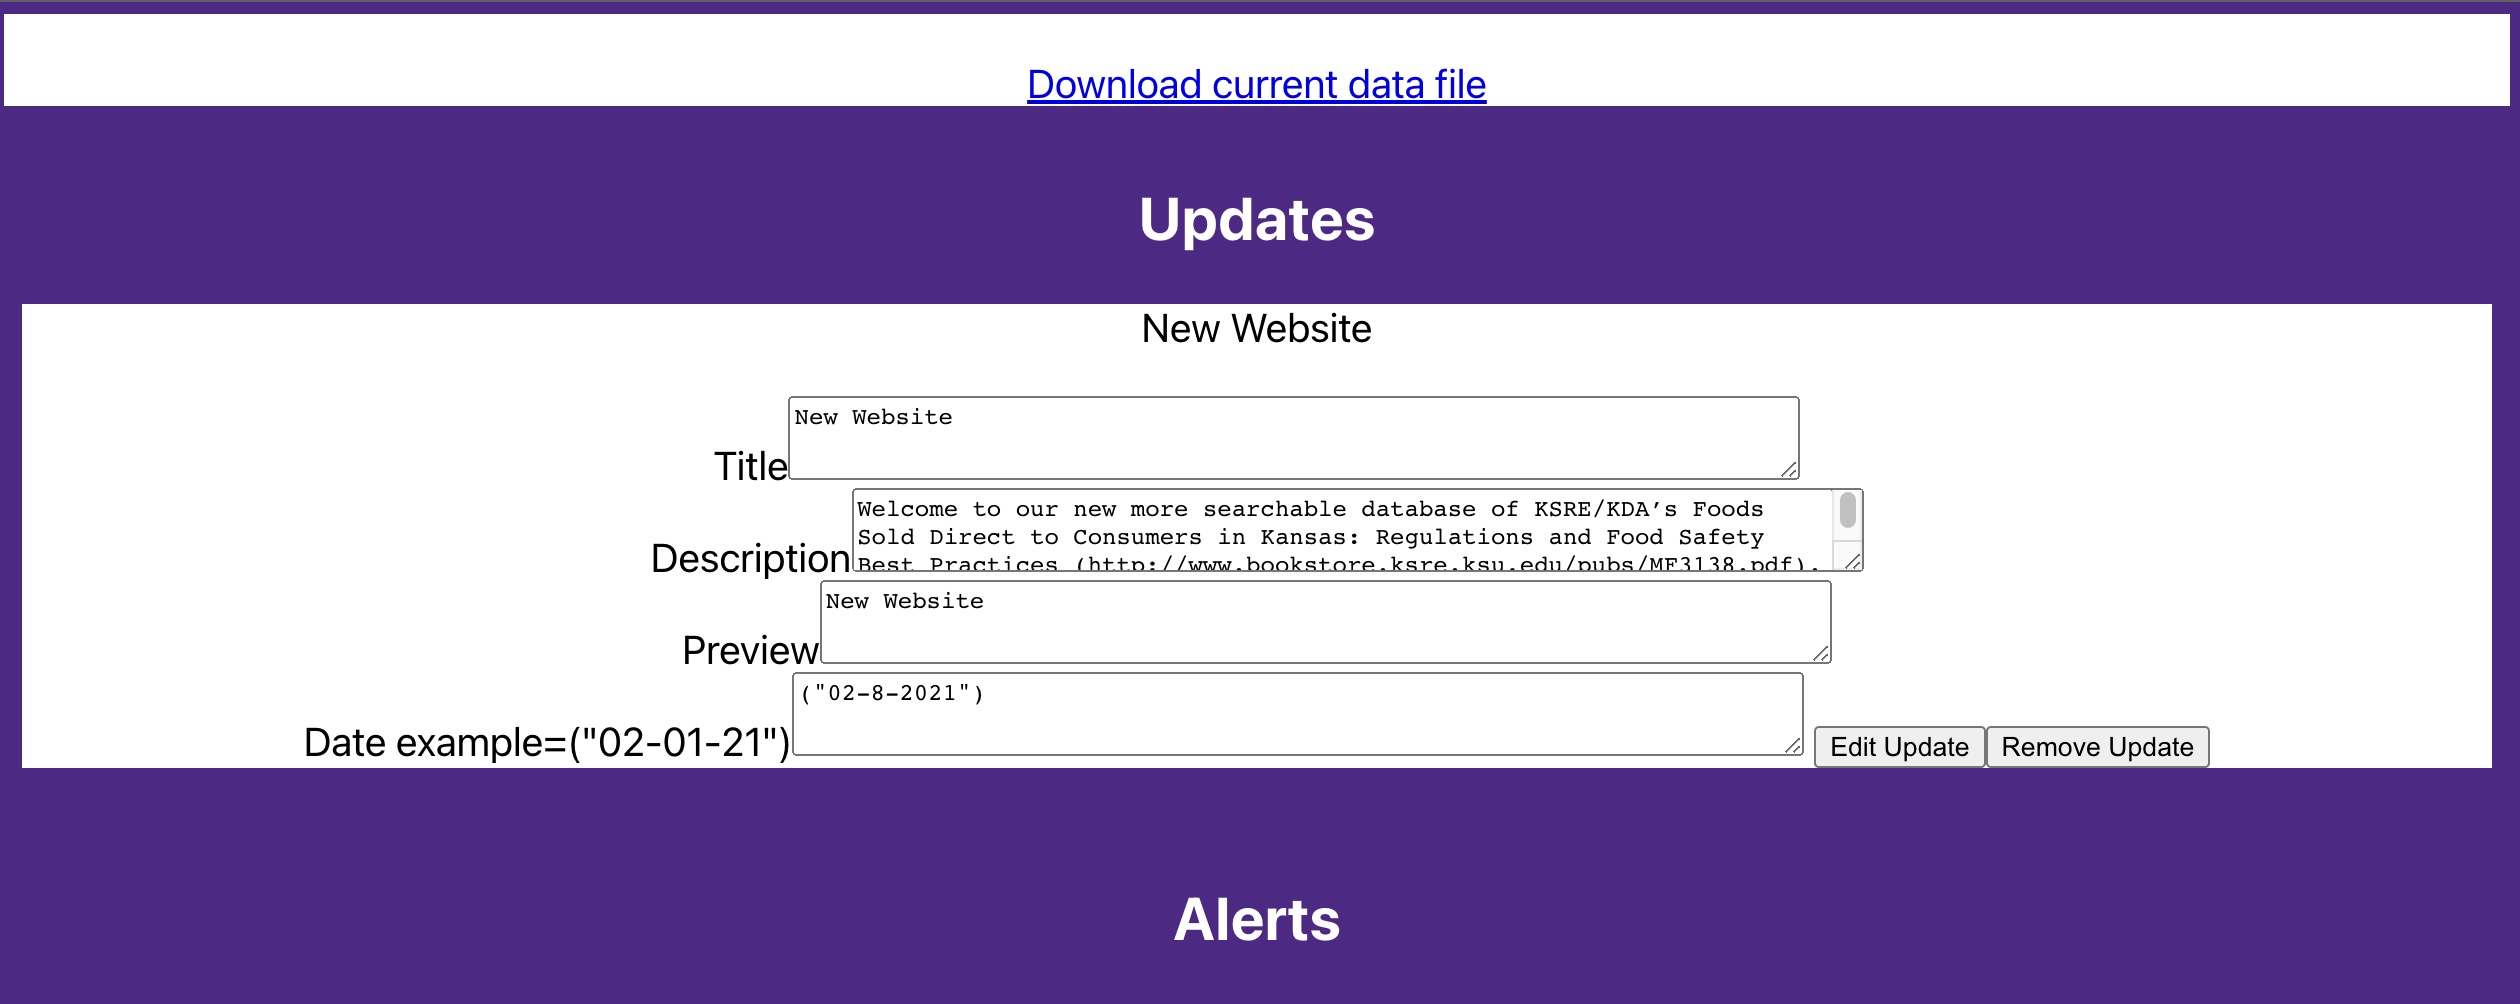 Download current data file
Updates
New Website
Title
New Website
Description
Welcome to our new more searchable database of KSRE/KDA’s Foods
Sold Direct to Consumers in Kansas: Regulations and Food Safety
Best Practices (http://www.bookstore.ksre.ksu.edu/pubs/MF3138.pdf).
Preview
New Website
Date example=("02-01-21")
("02-8-2021")
Edit Update
Remove Update
Alerts